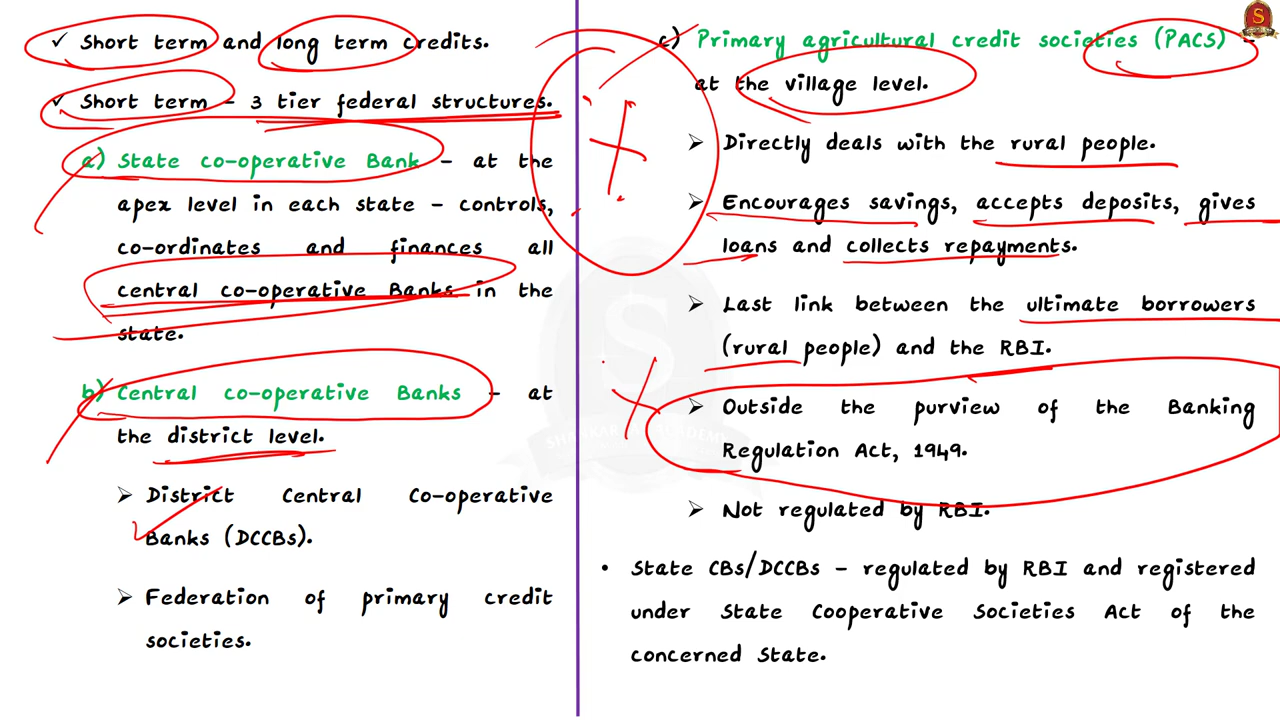 ✓ Short term and long term credits.
✓ Short term - 3 tier federal structures.
a) State co-operative Bank - at the
apex level in each state - controls,
co-ordinates and finances all
central co-operative Banks in the
state.
b) Central co-operative Banks - at
the district level.
➢ District Central Co-operative
Banks (DCCBs).
➢ Federation of primary credit
societies.
c) Primary agricultural credit societies (PACS) -
at the village level.
➢ Directly deals with the rural people.
➢ Encourages savings, accepts deposits, gives
loans and collects repayments.
➢ Last link between the ultimate borrowers
(rural people) and the RBI.
➢ Outside the purview of the Banking
Regulation Act, 1949.
➢ Not regulated by RBI.
• State CBs/DCCBs - regulated by RBI and registered
under State Cooperative Societies Act of the
concerned State.